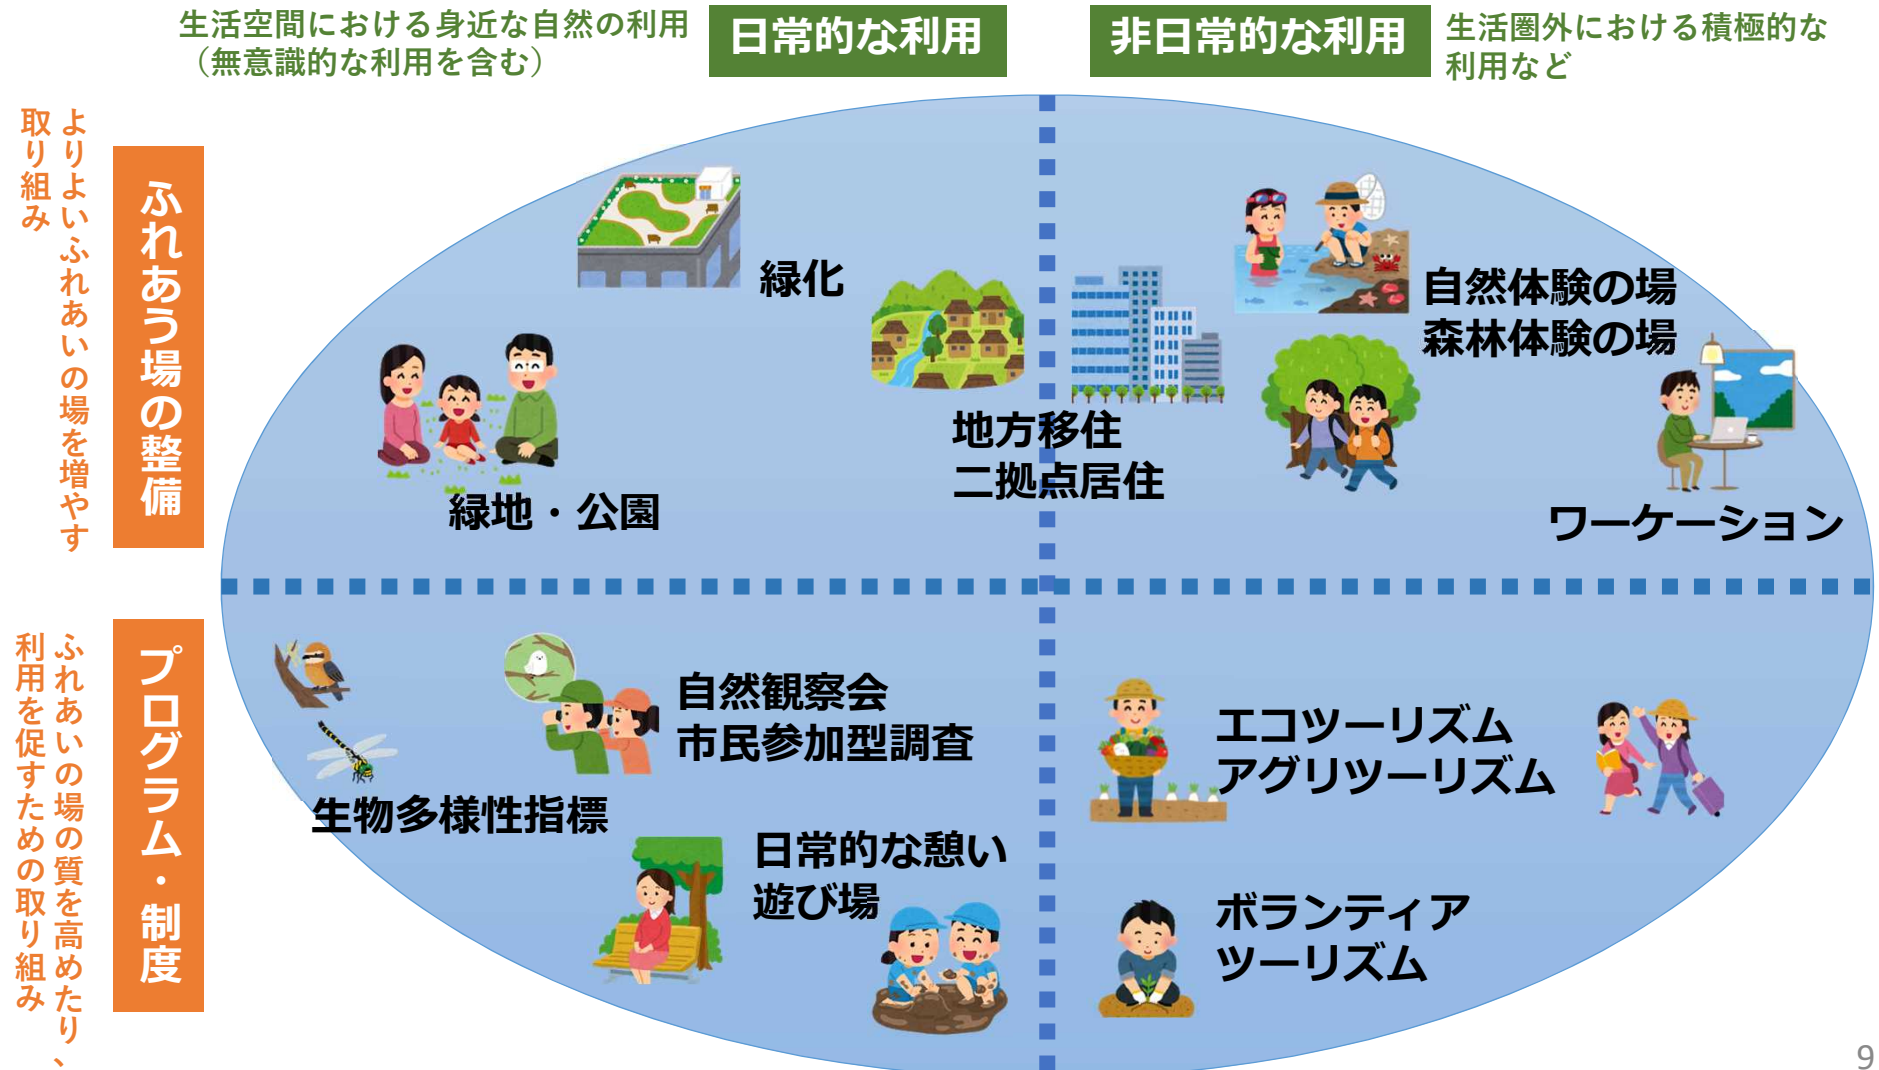 生活空間における身近な自然の利用
（無意識的な利用を含む）
日常的な利用
非日常的な利用
生活圏外における積極的な
利用など
よりよいふれあいの場を増やす
取り組み
ふれあう場の整備
緑化
緑地・公園
地方移住
二拠点居住
自然体験の場
森林体験の場
ワーケーション
ふれあいの場の質を高めたり、
利用を促すための取り組み
プログラム・制度
自然観察会
市民参加型調査
生物多様性指標
日常的な憩い
遊び場
エコツーリズム
アグリツーリズム
ボランティア
ツーリズム
9